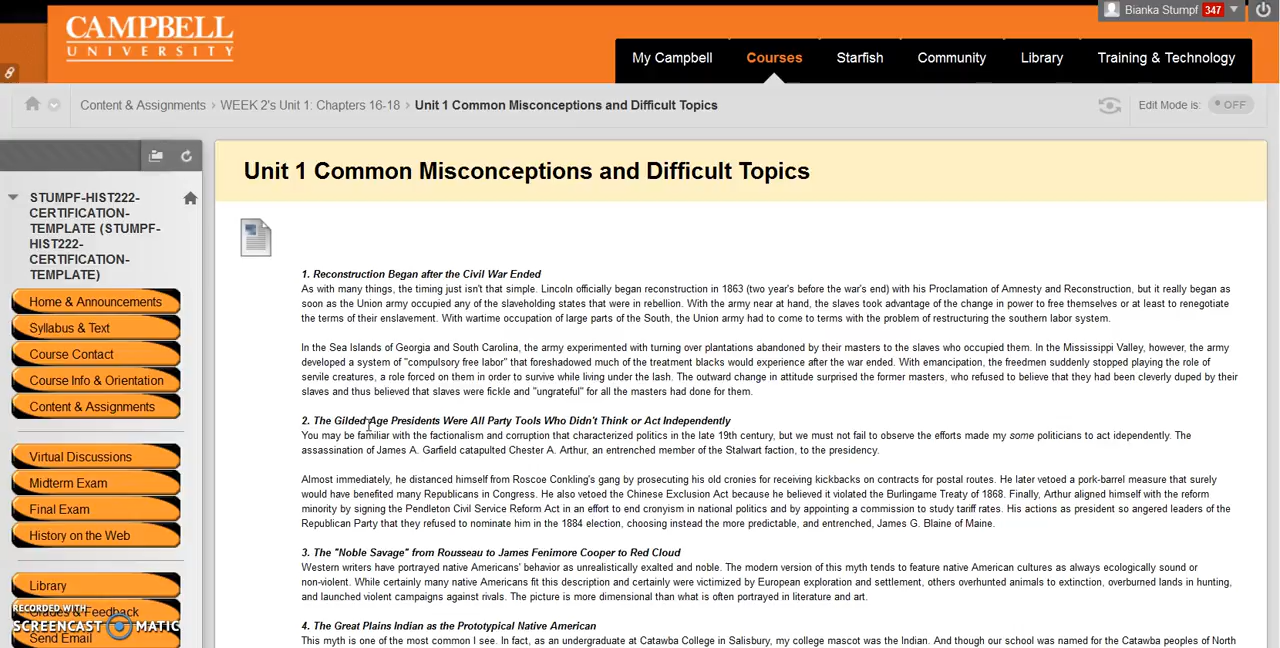 Bianka Stumpf 347
CAMPBELL
UNIVERSITY
My Campbell Courses Starfish Community Library Training & Technology
Content & Assignments > WEEK 2's Unit 1: Chapters 16-18 > Unit 1 Common Misconceptions and Difficult Topics
Edit Mode is: OFF
STUMPF-HIST222-
CERTIFICATION-
TEMPLATE (STUMPF-
HIST222-
CERTIFICATION-
TEMPLATE)
Home & Announcements
Syllabus & Text
Course Contact
Course Info & Orientation
Content & Assignments
Virtual Discussions
Midterm Exam
Final Exam
History on the Web
Library
Grades & Feedback
Send Email
RECORDED WITH
SCREENCAST MATIC
Unit 1 Common Misconceptions and Difficult Topics
1. Reconstruction Began after the Civil War Ended
As with many things, the timing just isn't that simple. Lincoln officially began reconstruction in 1863 (two year's before the war's end) with his Proclamation of Amnesty and Reconstruction, but it really began as
soon as the Union army occupied any of the slaveholding states that were in rebellion. With the army near at hand, the slaves took advantage of the change in power to free themselves or at least to renegotiate
the terms of their enslavement. With wartime occupation of large parts of the South, the Union army had to come to terms with the problem of restructuring the southern labor system.
In the Sea Islands of Georgia and South Carolina, the army experimented with turning over plantations abandoned by their masters to the slaves who occupied them. In the Mississippi Valley, however, the army
developed a system of "compulsory free labor" that foreshadowed much of the treatment blacks would experience after the war ended. With emancipation, the freedmen suddenly stopped playing the role of
servile creatures, a role forced on them in order to survive while living under the lash. The outward change in attitude surprised the former masters, who refused to believe that they had been cleverly duped by their
slaves and thus believed that slaves were fickle and "ungrateful" for all the masters had done for them.
2. The Gilded Age Presidents Were All Party Tools Who Didn't Think or Act Independently
You may be familiar with the factionalism and corruption that characterized politics in the late 19th century, but we must not fail to observe the efforts made my some politicians to act idependently. The
assassination of James A. Garfield catapulted Chester A. Arthur, an entrenched member of the Stalwart faction, to the presidency.
Almost immediately, he distanced himself from Roscoe Conkling's gang by prosecuting his old cronies for receiving kickbacks on contracts for postal routes. He later vetoed a pork-barrel measure that surely
would have benefited many Republicans in Congress. He also vetoed the Chinese Exclusion Act because he believed it violated the Burlingame Treaty of 1868. Finally, Arthur aligned himself with the reform
minority by signing the Pendleton Civil Service Reform Act in an effort to end cronyism in national politics and by appointing a commission to study tariff rates. His actions as president so angered leaders of the
Republican Party that they refused to nominate him in the 1884 election, choosing instead the more predictable, and entrenched, James G. Blaine of Maine.
3. The "Noble Savage" from Rousseau to James Fenimore Cooper to Red Cloud
Western writers have portrayed native Americans' behavior as unrealistically exalted and noble. The modern version of this myth tends to feature native American cultures as always ecologically sound or
non-violent. While certainly many native Americans fit this description and certainly were victimized by European exploration and settlement, others overhunted animals to extinction, overburned lands in hunting,
and launched violent campaigns against rivals. The picture is more dimensional than what is often portrayed in literature and art.
4. The Great Plains Indian as the Prototypical Native American
This myth is one of the most common I see. In fact, as an undergraduate at Catawba College in Salisbury, my college mascot was the Indian. And though our school was named for the Catawba peoples of North